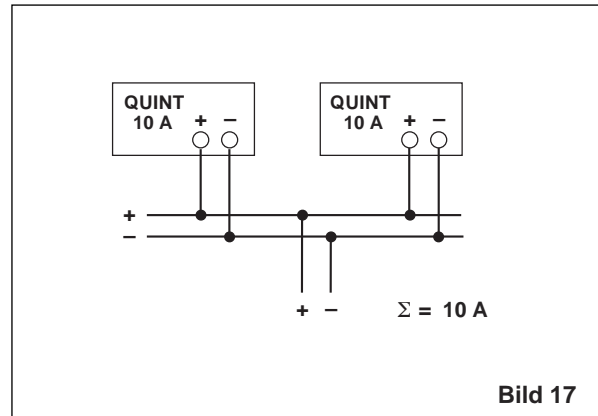 QUINT
10 A
+ −
QUINT
10 A
+ −
+
−
+ −
Σ = 10 A
Bild 17